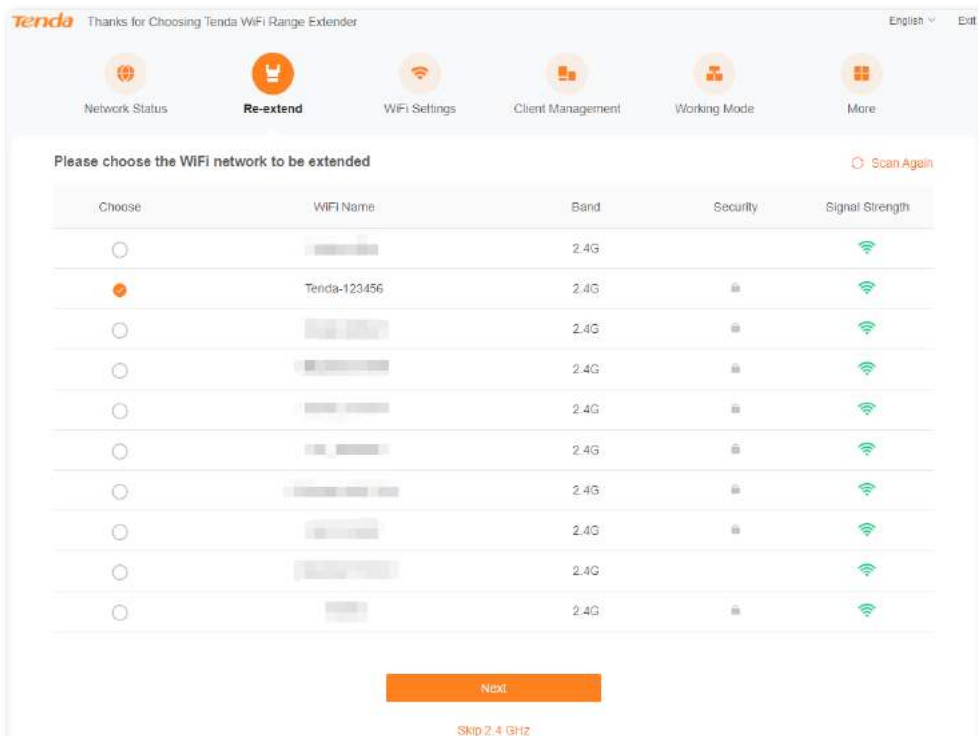 Tenda Thanks for Choosing Tenda WiFi Range Extender English Exit
Network Status Re-extend WiFi Settings Client Management Working Mode More
Please choose the WiFi network to be extended Scan Again
Choose WiFi Name Band Security Signal Strength
2.4G
Tenda-123456 2.4G
2.4G
2.4G
2.4G
2.4G
2.4G
2.4G
2.4G
2.4G
Next
Skip 2.4 GHz